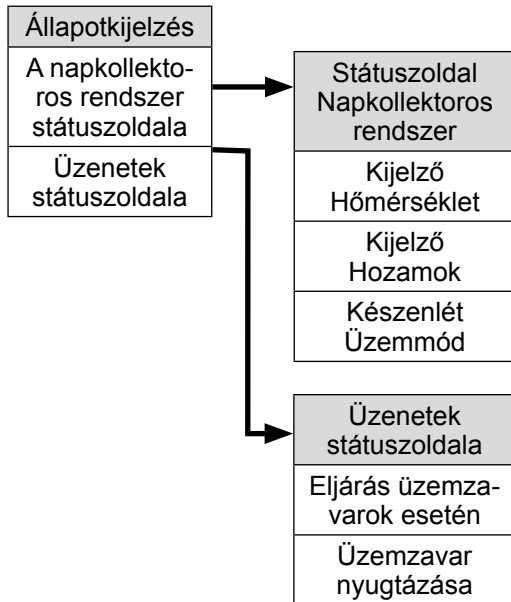 Állapotkijelzés
A napkollekto-
ros rendszer
státuszoldala
Üzenetek
státuszoldala
Státuszoldal
Napkollektoros
rendszer
Kijelző
Hőmérséklet
Kijelző
Hozamok
Készenlét
Üzemmód
Üzenetek
státuszoldala
Eljárás üzemza-
varok esetén
Üzemzavar
nyugtázása